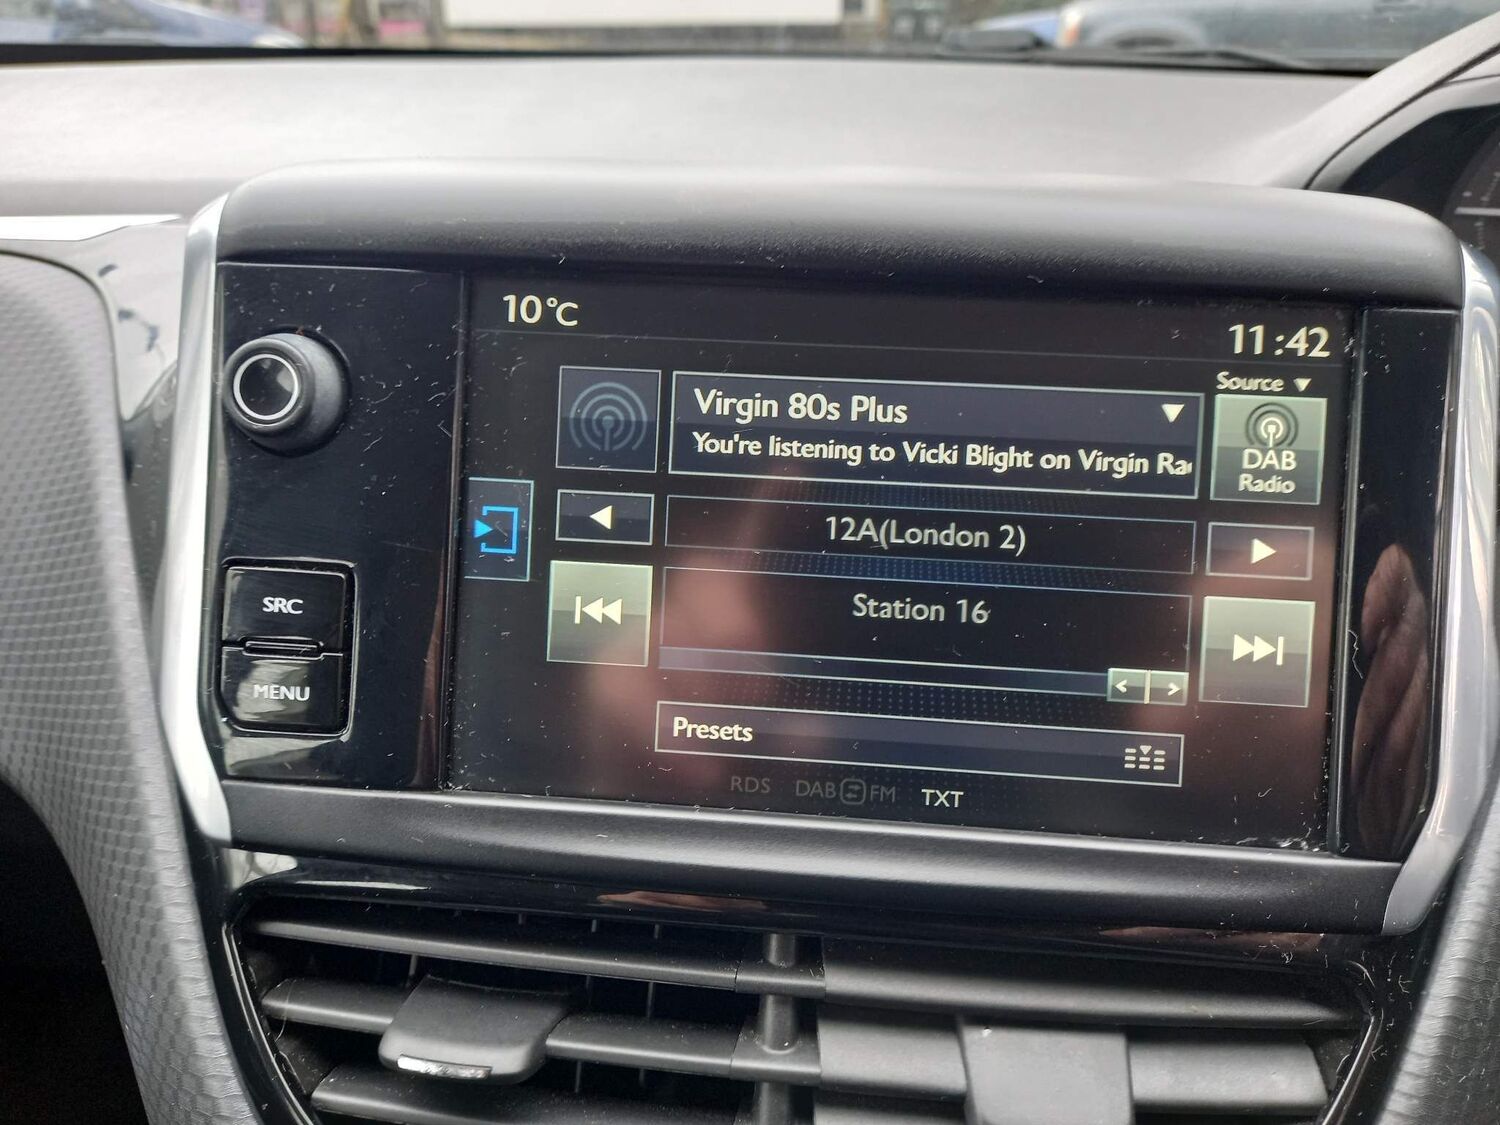 10°C
11:42
Source
Virgin 80s Plus
You're listening to Vicki Blight on Virgin Ra
DAB
Radio
12A(London 2)
SRC
Station 16
MENU
Presets
RDS DAB FM TXT